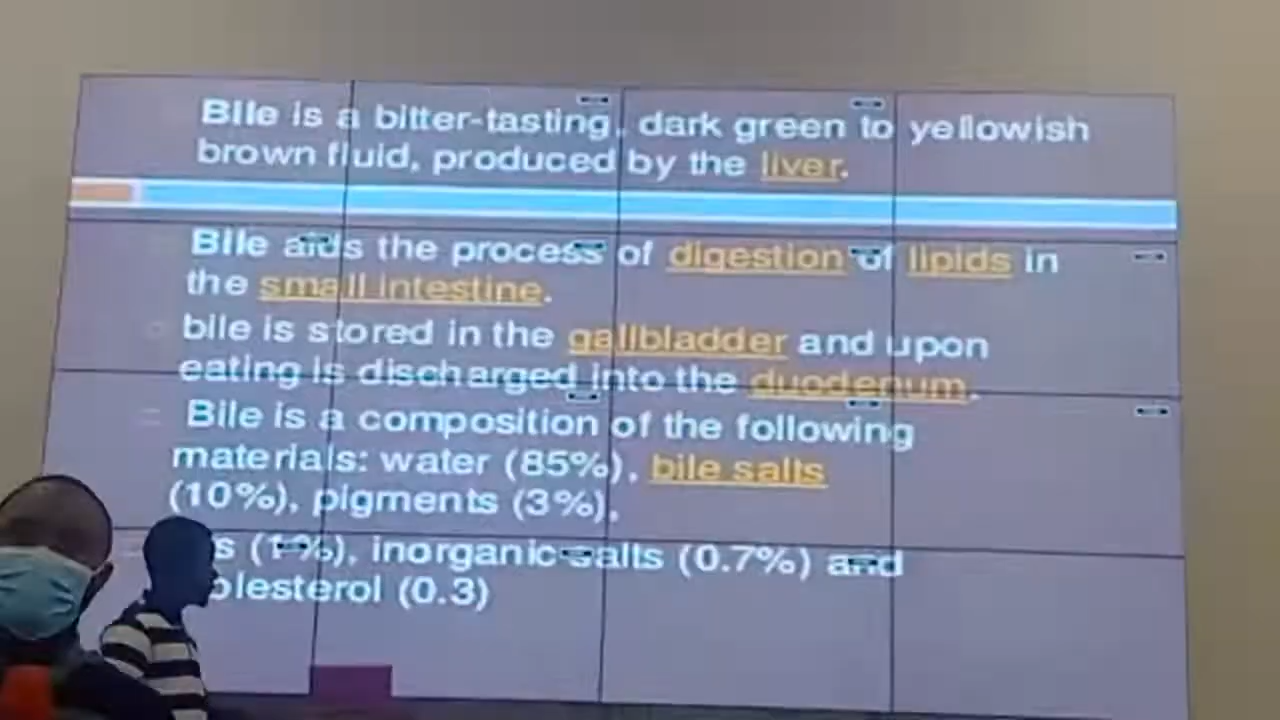 Bile is a bitter-tasting, dark green to yellowish
brown fluid, produced by the liver.
Bile aids the process of digestion of lipids in
the small intestine.
bile is stored in the gallbladder and upon
eating is discharged into the duodenum.
Bile is a composition of the following
materials: water (85%), bile salts
(10%), pigments (3%),
(1%), inorganic salts (0.7%) and
(0.3)